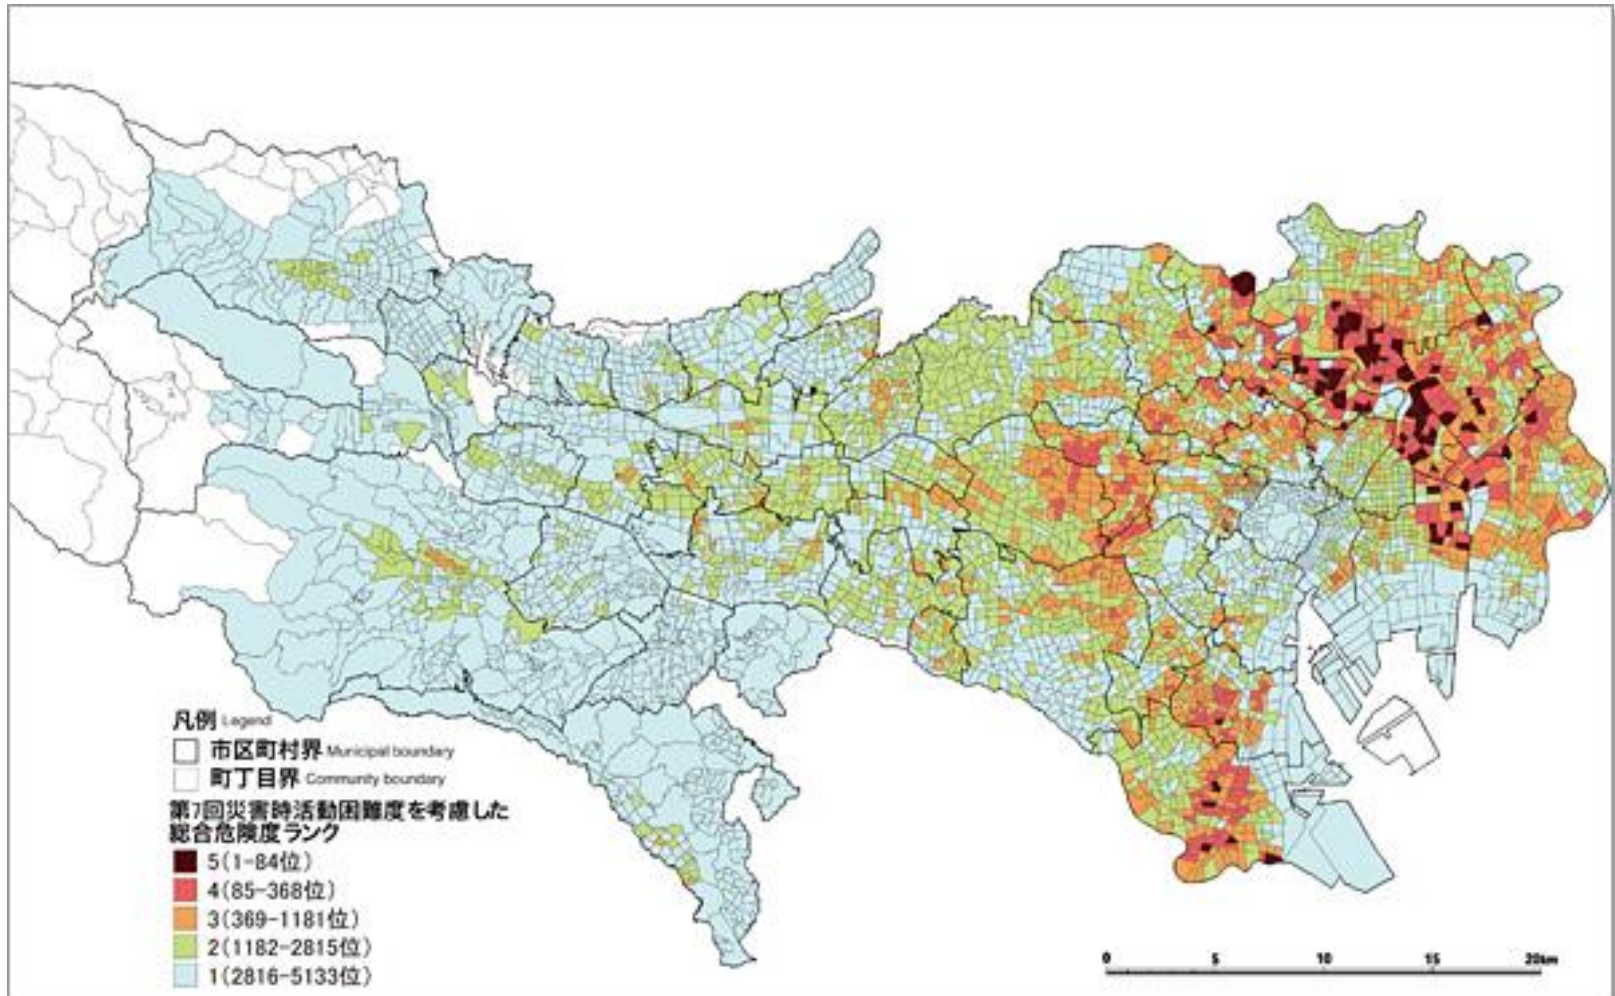 凡例 Legend
市区町村界 Municipal boundary
町丁目界 Community boundary
第7回災害時活動困難度を考慮した
総合危険度ランク
5(1-84位)
4(85-368位)
3(369-1181位)
2(1182-2815位)
1(2816-5133位)
0 5 10 15 20km